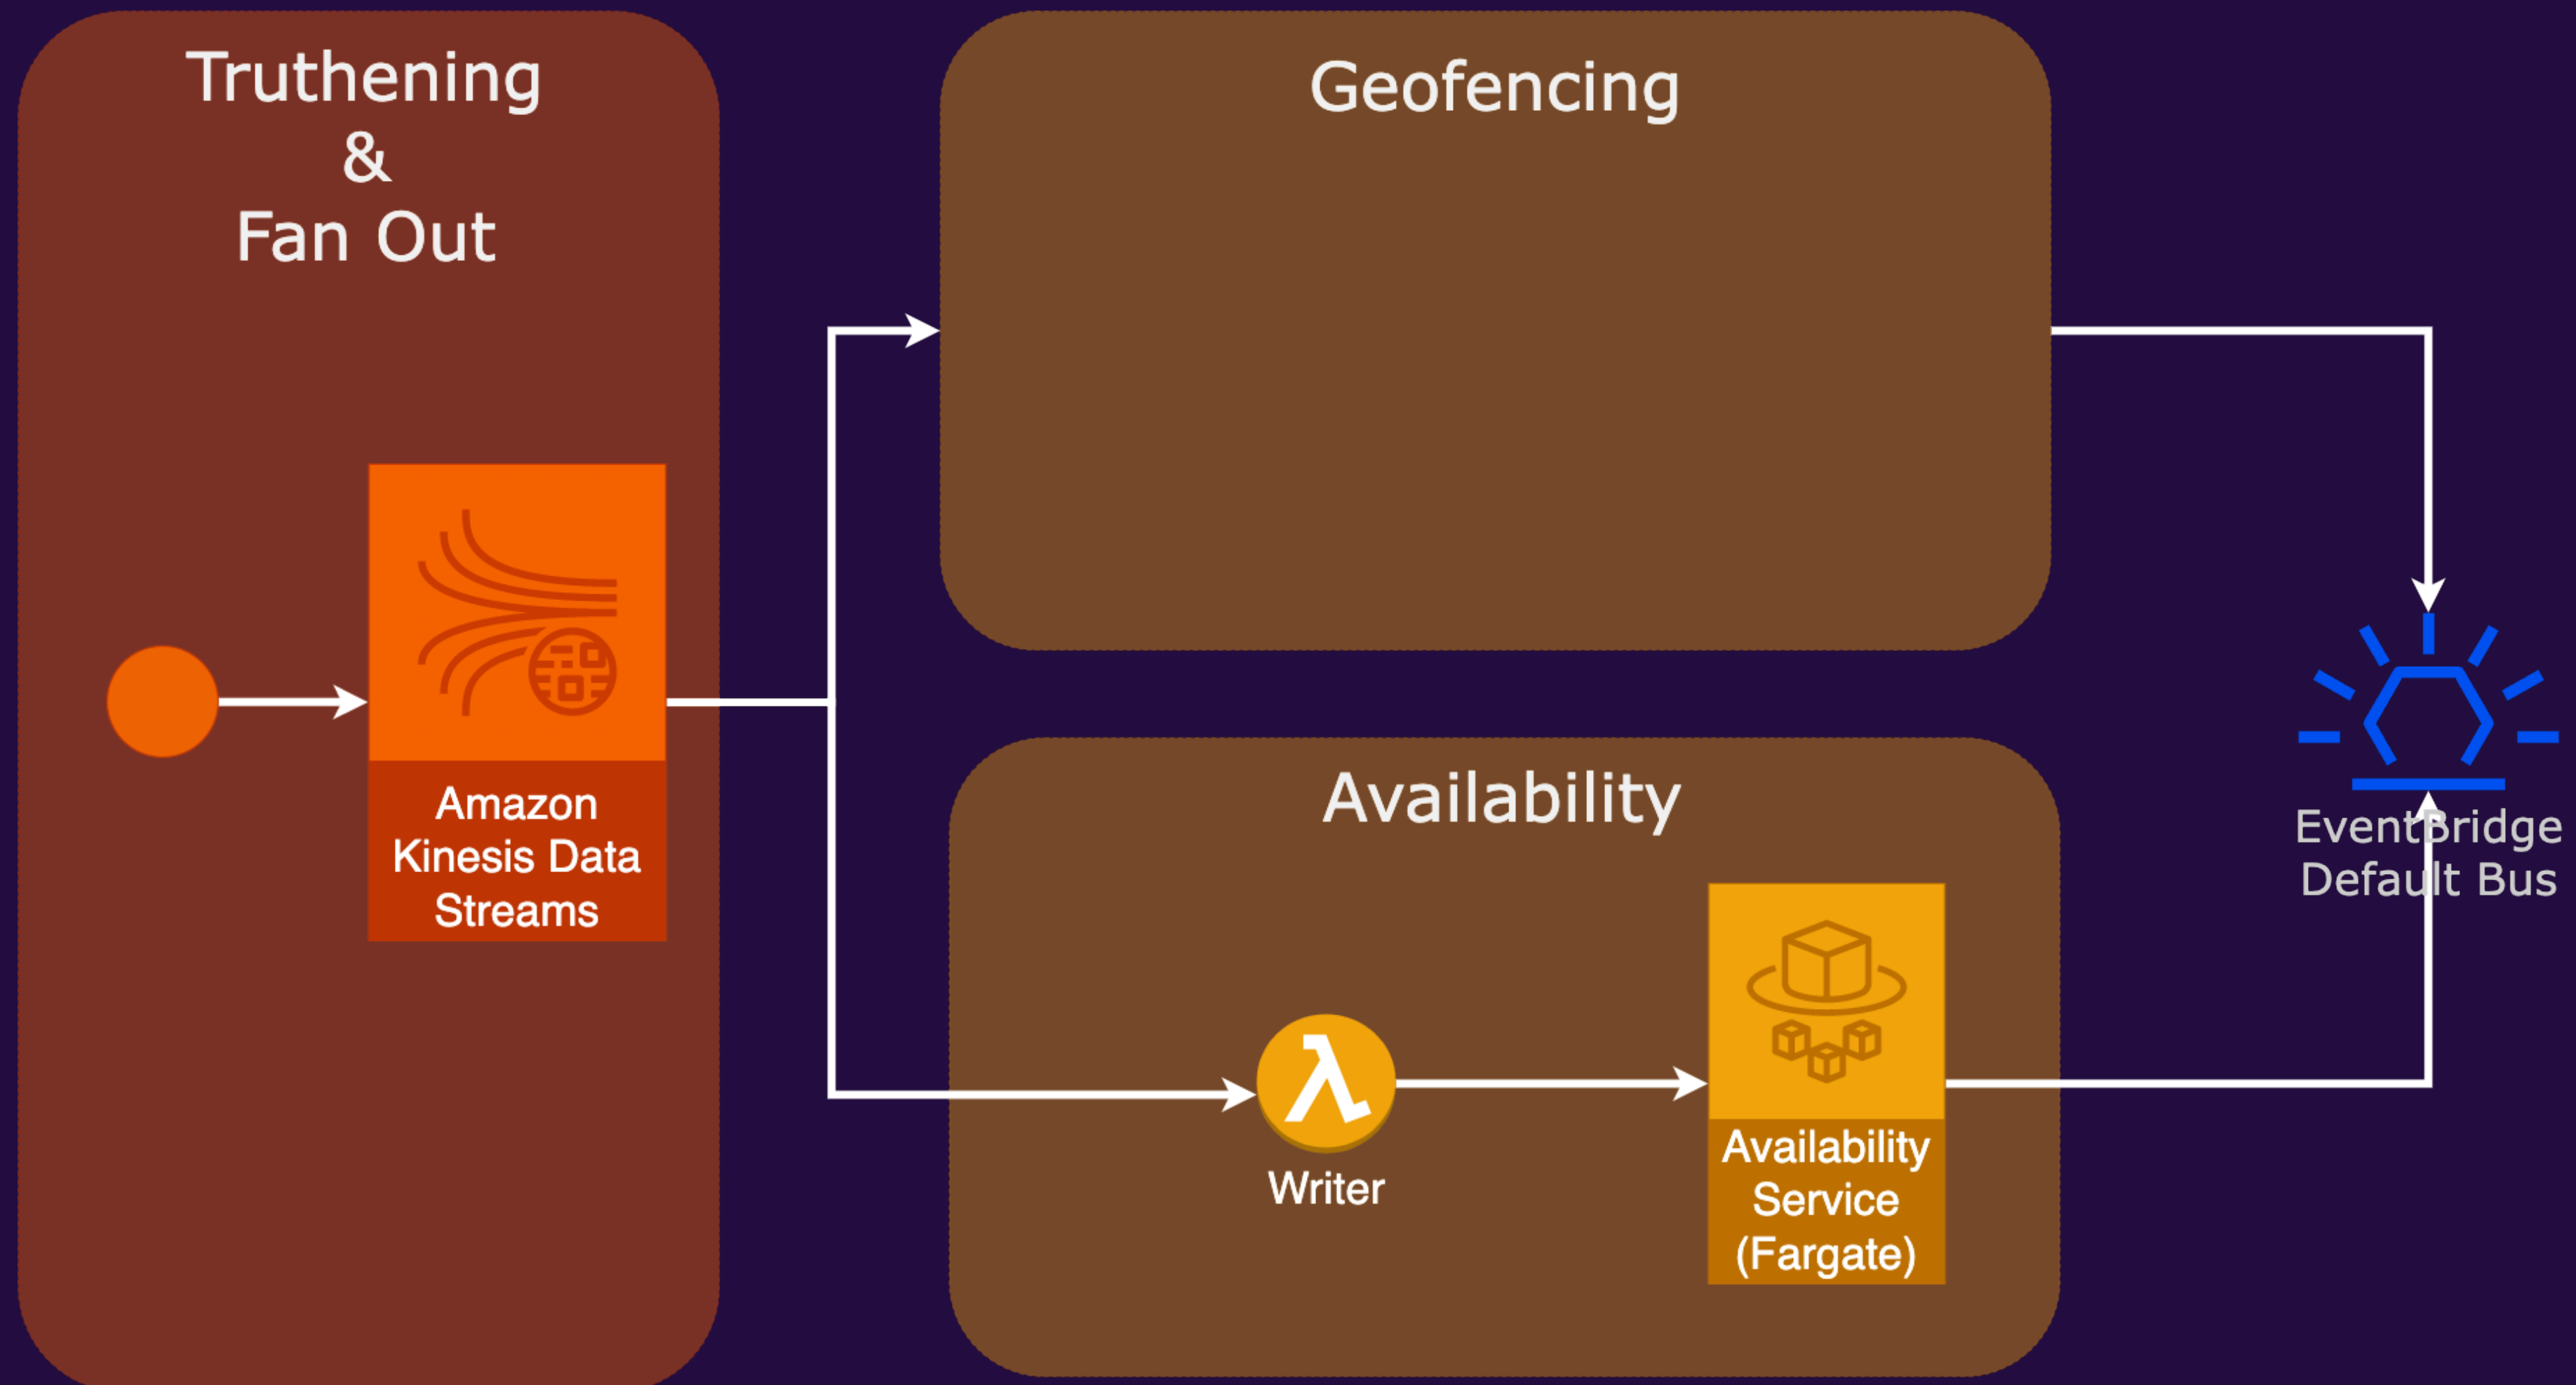 Truthening
&
Fan Out
Geofencing
Amazon
Kinesis Data
Streams
Availability
Writer
Availability
Service
(Fargate)
EventBridge
Default Bus